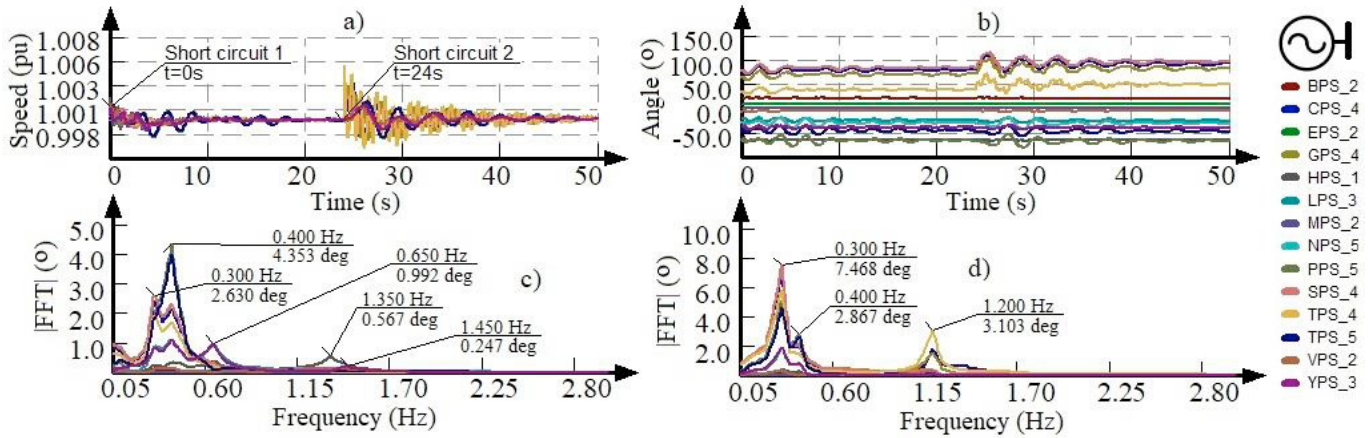 a)
Speed (pu)
1.008
1.006
1.003
1.001
0.998
Short circuit 1
t=0s
Short circuit 2
t=24s
0 10 20 30 40 50
Time (s)
b)
Angle (º)
150.0
100.0
50.0
0.0
-50.0
0 10 20 30 40 50
Time (s)
c)
|FFT| (º)
5.0
4.0
3.0
2.0
1.0
0.400 Hz
4.353 deg
0.300 Hz
2.630 deg
0.650 Hz
0.992 deg
1.350 Hz
0.567 deg
1.450 Hz
0.247 deg
0.05 0.60 1.15 1.70 2.25 2.80
Frequency (Hz)
d)
|FFT| (º)
10.0
8.0
6.0
4.0
2.0
0.300 Hz
7.468 deg
0.400 Hz
2.867 deg
1.200 Hz
3.103 deg
0.05 0.60 1.15 1.70 2.25 2.80
Frequency (Hz)
BPS_2
CPS_4
EPS_2
GPS_4
HPS_1
LPS_3
MPS_2
NPS_5
PPS_5
SPS_4
TPS_4
TPS_5
VPS_2
YPS_3